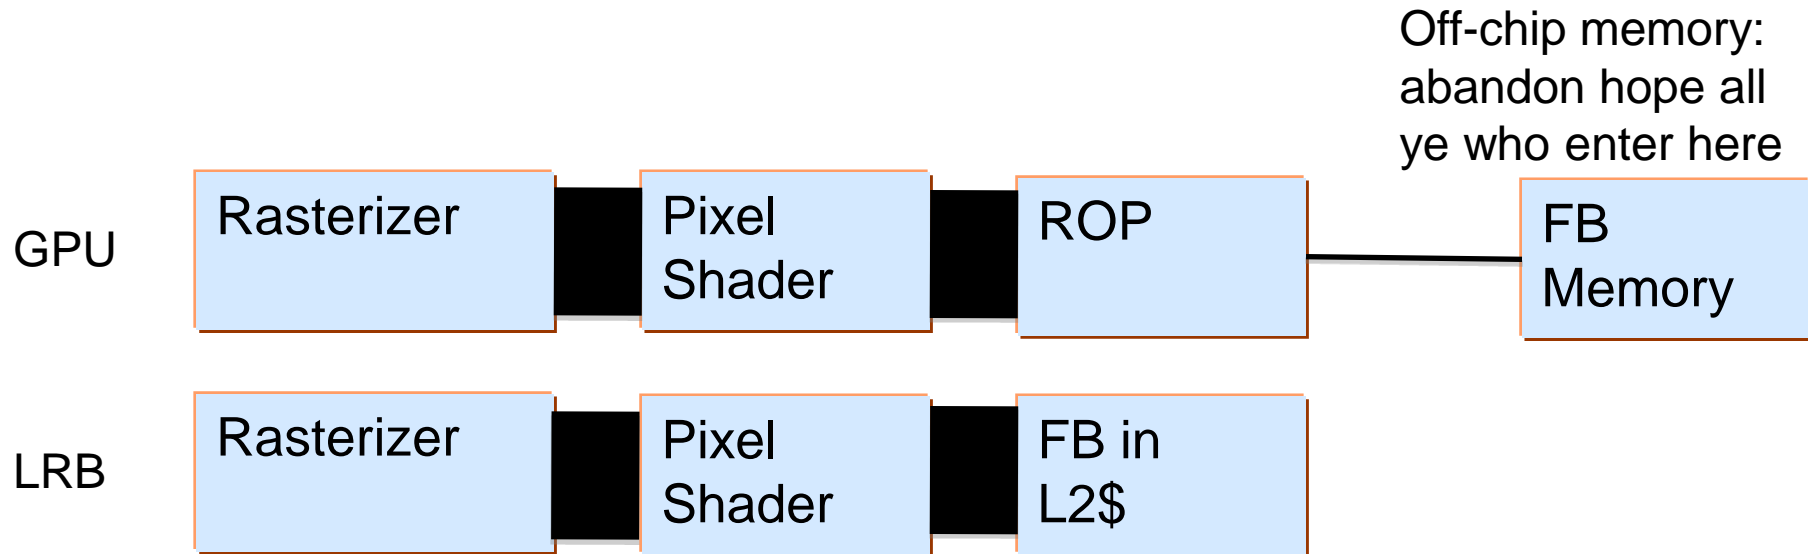 Off-chip memory:
abandon hope all
ye who enter here
GPU
Rasterizer
Pixel
Shader
ROP
FB
Memory
LRB
Rasterizer
Pixel
Shader
FB in
L2$